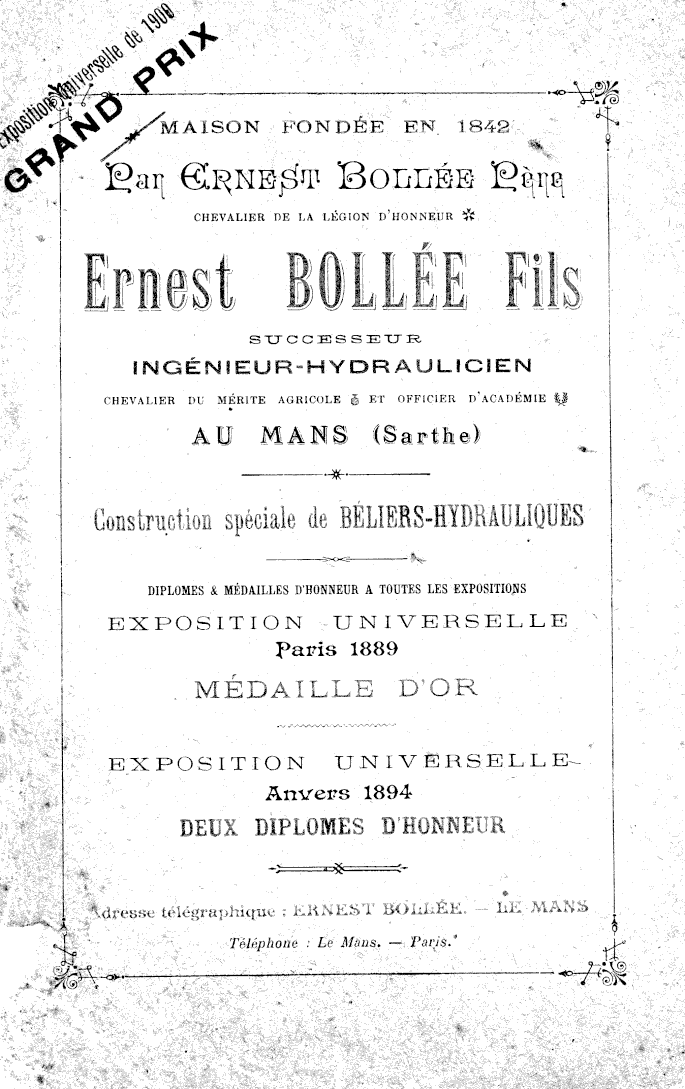 Exposition Universelle de 1900
GRAND PRIX
MAISON FONDÉE EN 1842
Par ERNEST BOLLÉE Père
CHEVALIER DE LA LÉGION D'HONNEUR
Ernest BOLLÉE Fils
SUCCESSEUR
INGÉNIEUR-HYDRAULICIEN
CHEVALIER DU MÉRITE AGRICOLE ET OFFICIER D'ACADÉMIE
AU MANS (Sarthe)
Construction spéciale de BÉLIERS-HYDRAULIQUES
DIPLOMES & MÉDAILLES D'HONNEUR A TOUTES LES EXPOSITIONS
EXPOSITION UNIVERSELLE
Paris 1889
MÉDAILLE D'OR
EXPOSITION UNIVERSELLE
Anvers 1894
DEUX DIPLOMES D'HONNEUR
Adresse télégraphique : ERNEST BOLLÉE. — LE MANS
Téléphone : Le Mans. — Paris.